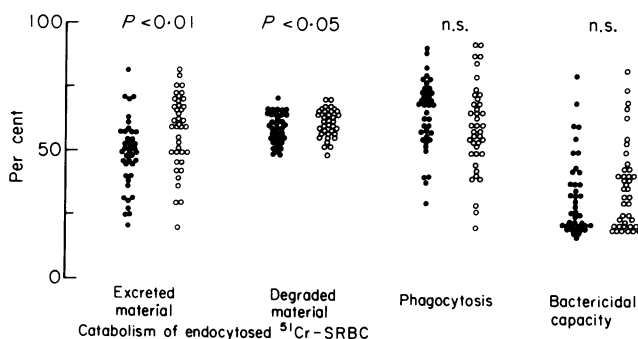 P < 0.01 P < 0.05 n.s. n.s.
100
50
0
Per cent
Excreted material
Degraded material
Phagocytosis
Bactericidal capacity
Catabolism of endocytosed ⁵¹Cr-SRBC